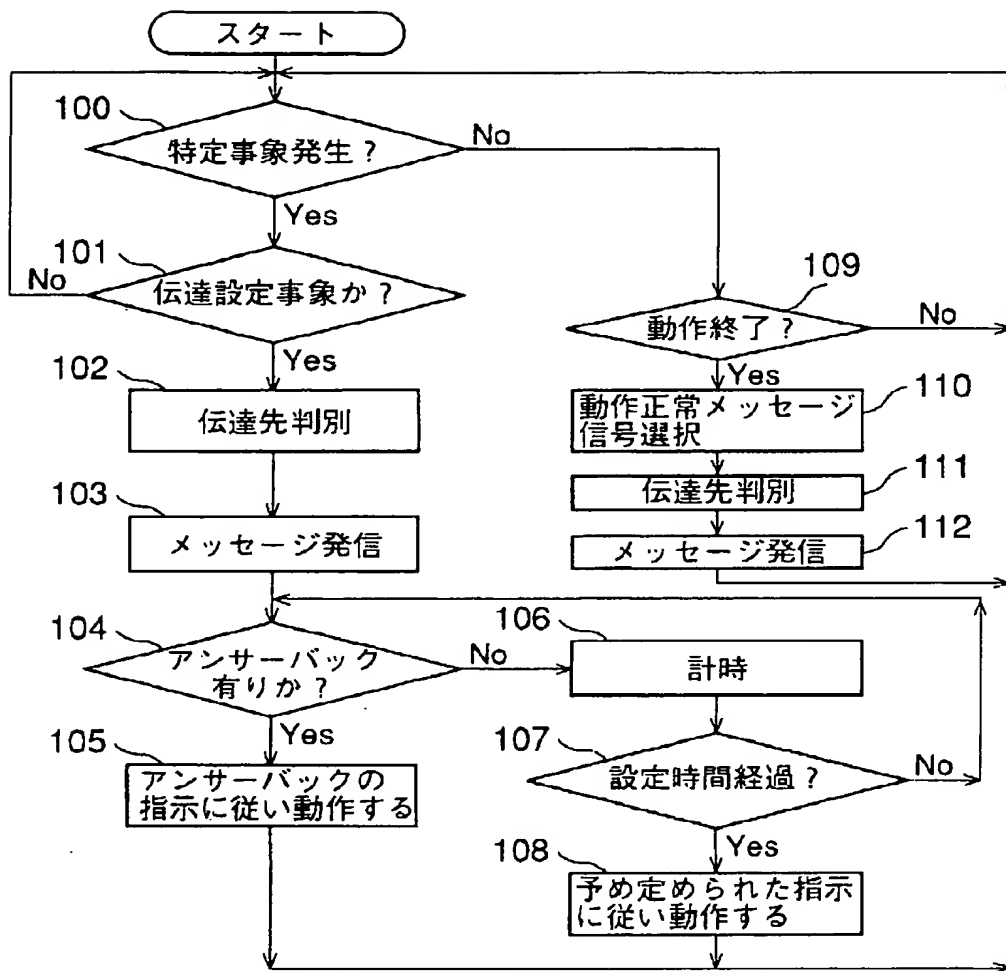 スタート
100
特定事象発生?
No
Yes
101
伝達設定事象か?
No
Yes
102
伝達先判別
103
メッセージ発信
104
アンサーバック
有りか?
No
Yes
105
アンサーバックの
指示に従い動作する
106
計時
107
設定時間経過?
No
Yes
108
予め定められた指示
に従い動作する
109
動作終了?
No
Yes
110
動作正常メッセージ
信号選択
111
伝達先判別
112
メッセージ発信